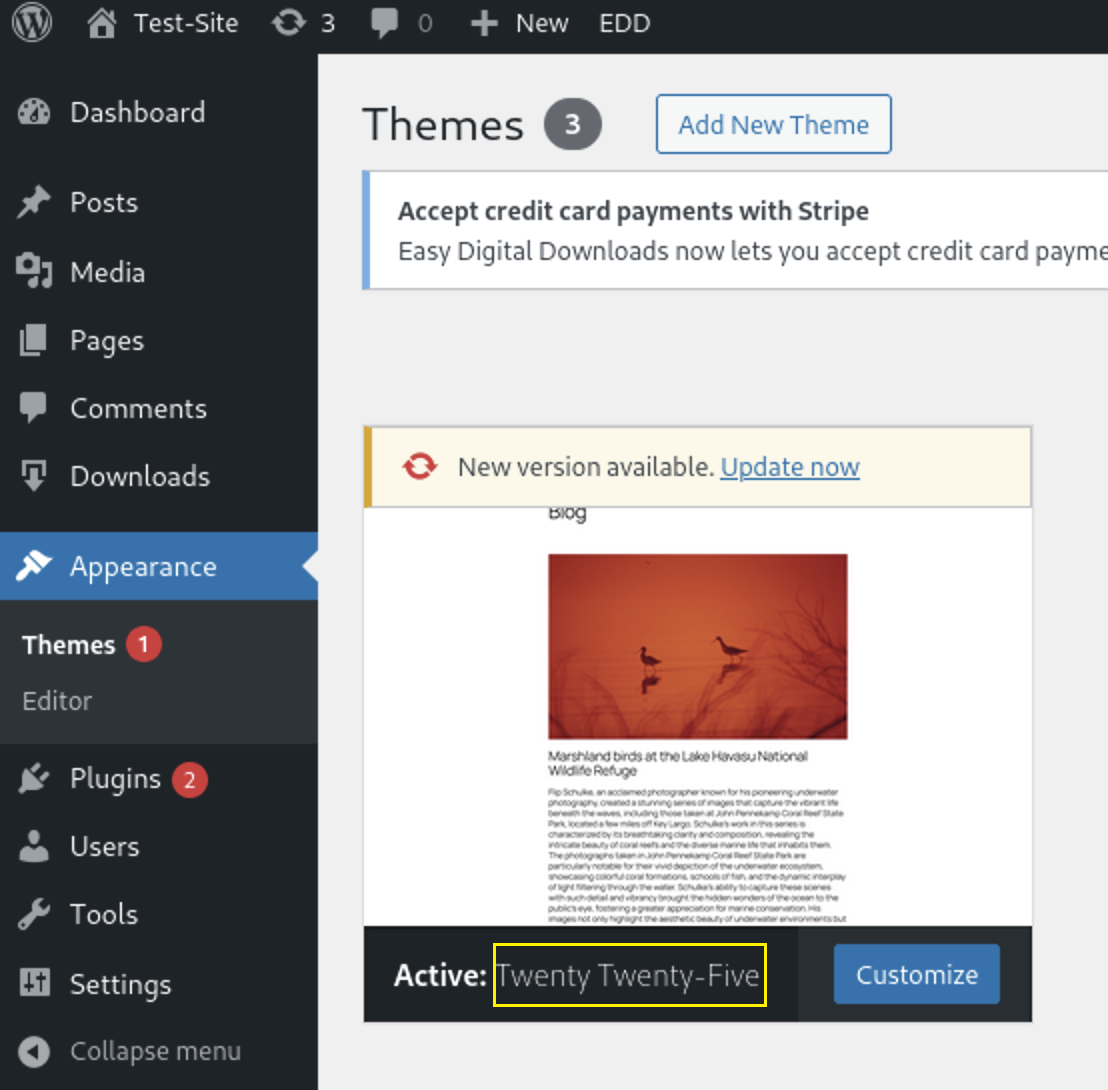 Test-Site 3 0 New EDD
Dashboard
Posts
Media
Pages
Comments
Downloads
Appearance
Themes 1
Editor
Plugins 2
Users
Tools
Settings
Collapse menu
Themes 3 Add New Theme
Accept credit card payments with Stripe
Easy Digital Downloads now lets you accept credit card payme
New version available. Update now
Blog
Marshland birds at the Lake Havasu National
Wildlife Refuge
Flip Schulke, an acclaimed photographer known for his pioneering underwater
photography, created a stunning series of images that capture the vibrant life
beneath the waves, including those taken at John Pennekamp Coral Reef State
Park, located a few miles off Key Largo. Schulke's work in this series is
characterized by its breathtaking clarity and composition, revealing the
intricate beauty of coral reefs and the diverse marine life that inhabits them.
The photographs taken in John Pennekamp Coral Reef State Park are
particularly notable for their vivid depiction of the underwater ecosystem,
showcasing colorful coral formations, schools of fish, and the dynamic interplay
of light filtering through the water. Schulke's ability to capture these scenes
with such detail and vibrancy brought the hidden wonders of the ocean to the
public's eye, fostering a greater appreciation for marine conservation. His
images not only highlight the aesthetic beauty of underwater environments but
Active: Twenty Twenty-Five Customize